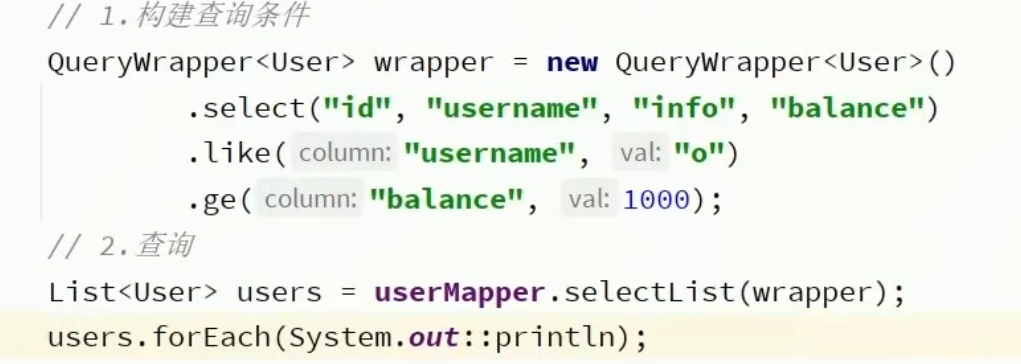 // 1.构建查询条件
QueryWrapper<User> wrapper = new QueryWrapper<User>()
.select("id", "username", "info", "balance")
.like( column: "username", val: "o")
.ge( column: "balance", val: 1000);
// 2.查询
List<User> users = userMapper.selectList(wrapper);
users.forEach(System.out::println);